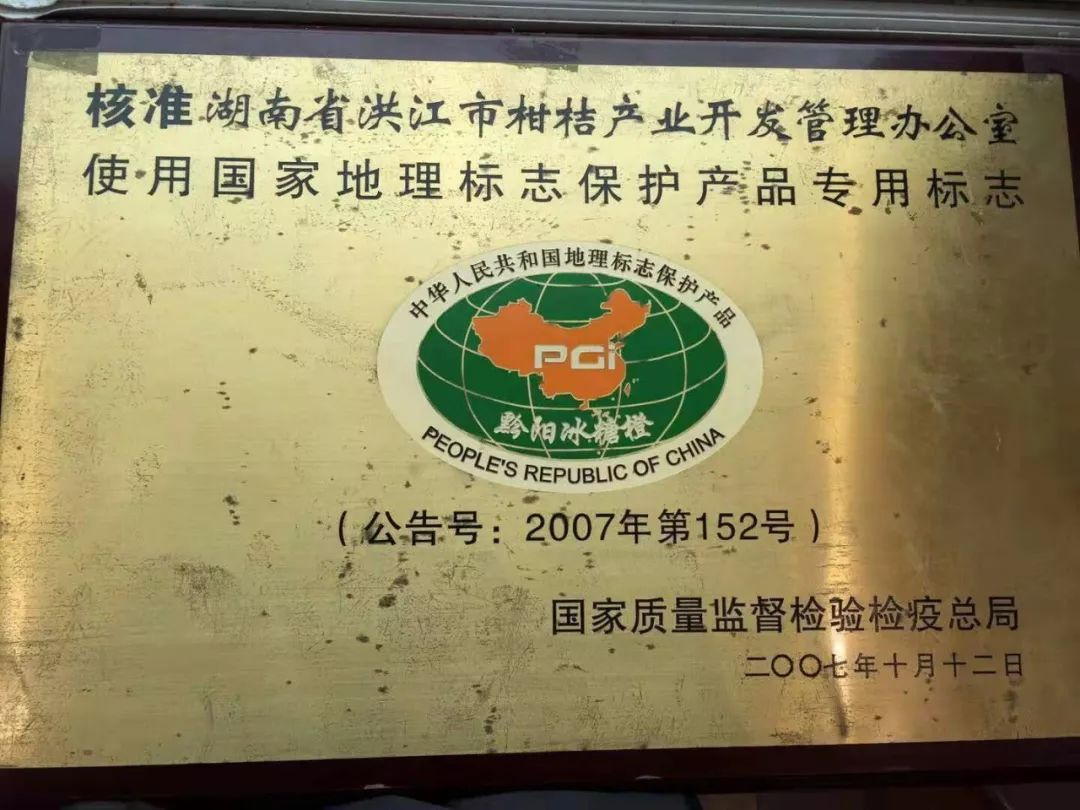 核准湖南省洪江市柑桔产业开发管理办公室
使用国家地理标志保护产品专用标志
中华人民共和国地理标志保护产品
PGi
黔阳冰糖橙
PEOPLE'S REPUBLIC OF CHINA
(公告号：2007年第152号)
国家质量监督检验检疫总局
二〇〇七年十月十二日